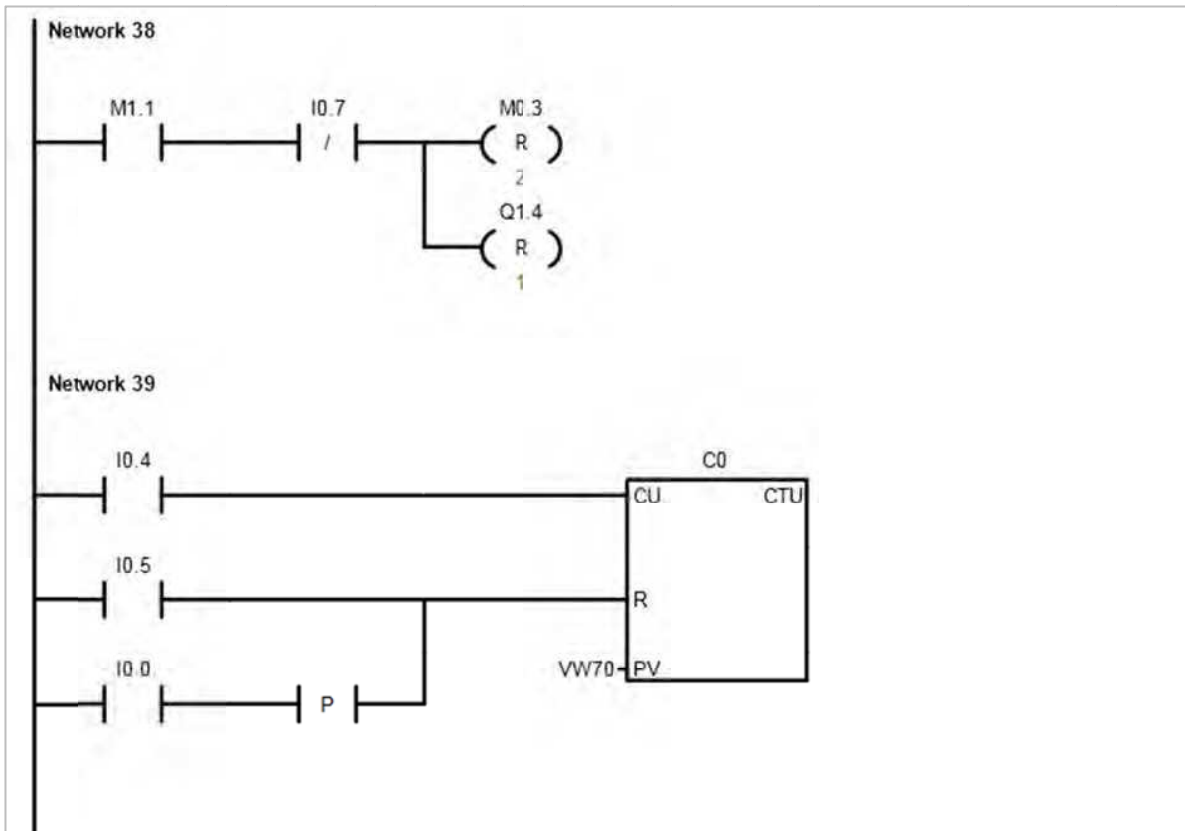 Network 38
M1.1 I0.7 M0.3
/ R
2
Q1.4
R
1
Network 39
I0.4 C0
CU CTU
I0.5
R
I0.0 VW70 PV
P